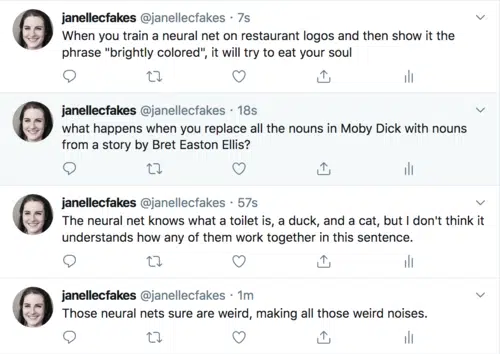 janellecfakes @janellecfakes · 7s
When you train a neural net on restaurant logos and then show it the
phrase "brightly colored", it will try to eat your soul
janellecfakes @janellecfakes · 18s
what happens when you replace all the nouns in Moby Dick with nouns
from a story by Bret Easton Ellis?
janellecfakes @janellecfakes · 57s
The neural net knows what a toilet is, a duck, and a cat, but I don't think it
understands how any of them work together in this sentence.
janellecfakes @janellecfakes · 1m
Those neural nets sure are weird, making all those weird noises.